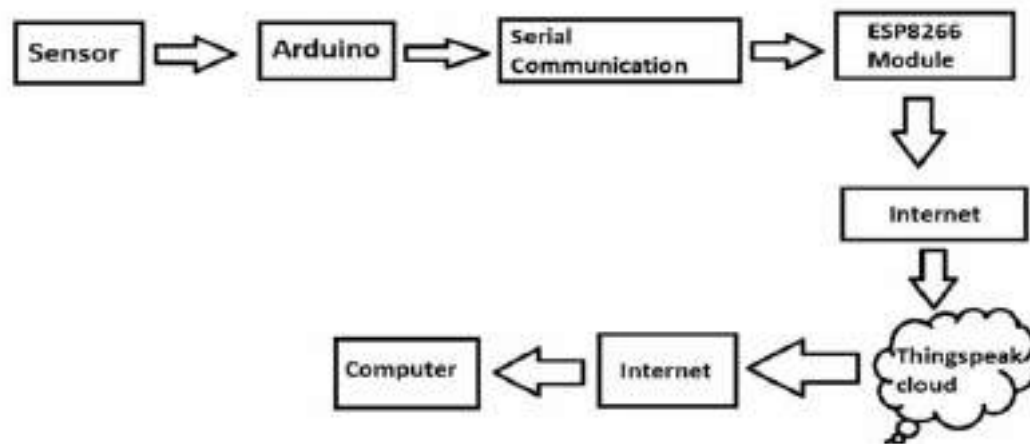 Sensor
Arduino
Serial
Communication
ESP8266
Module
Internet
Thingspeak
cloud
Internet
Computer